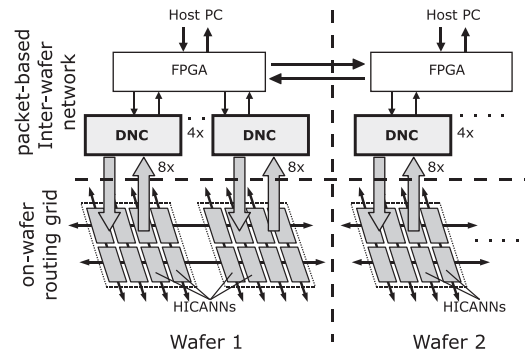 Host PC
Host PC
FPGA
FPGA
packet-based
Inter-wafer
network
DNC
4x
DNC
DNC
4x
8x
8x
8x
on-wafer
routing grid
HICANNs
HICANNs
Wafer 1
Wafer 2